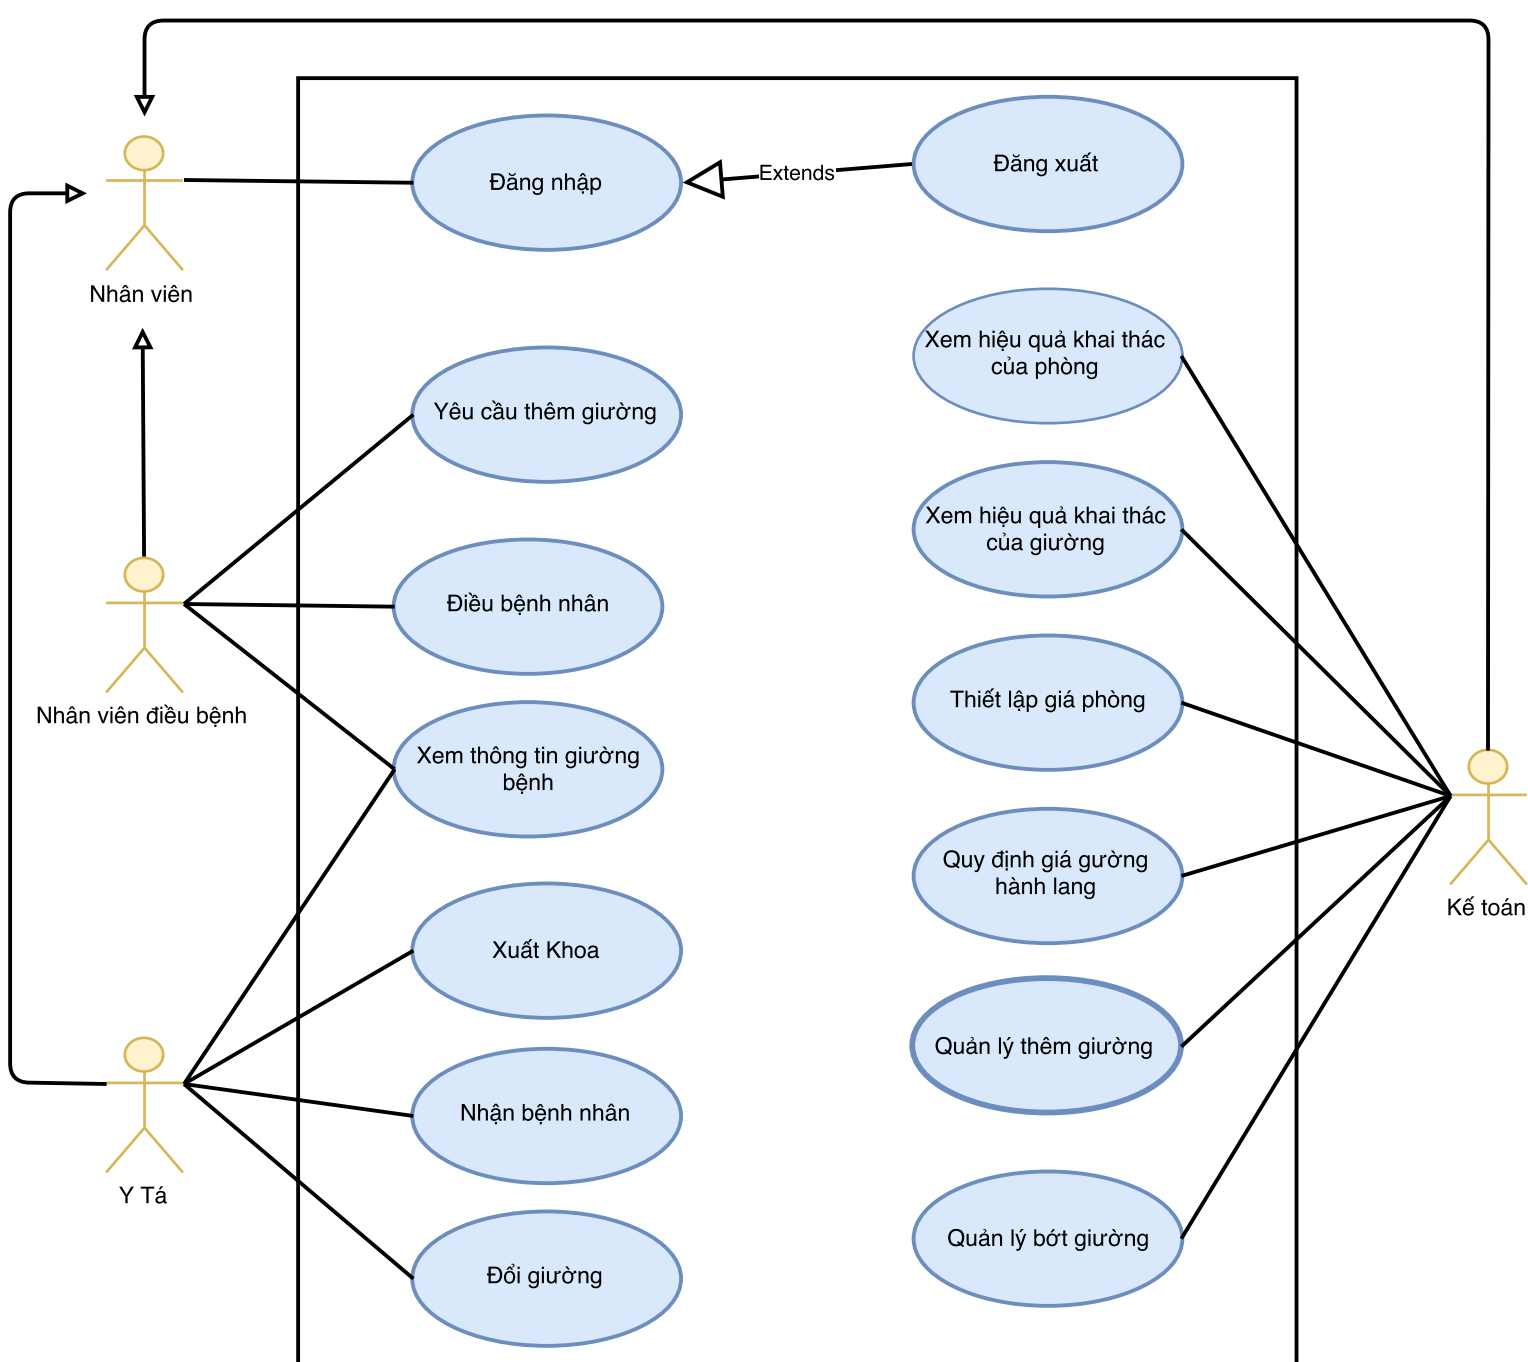 Đăng nhập
Extends
Đăng xuất
Nhân viên
Xem hiệu quả khai thác
của phòng
Yêu cầu thêm giường
Xem hiệu quả khai thác
của giường
Điều bệnh nhân
Nhân viên điều bệnh
Thiết lập giá phòng
Xem thông tin giường
bệnh
Quy định giá gường
hành lang
Kế toán
Xuất Khoa
Quản lý thêm giường
Nhận bệnh nhân
Y Tá
Quản lý bớt giường
Đổi giường